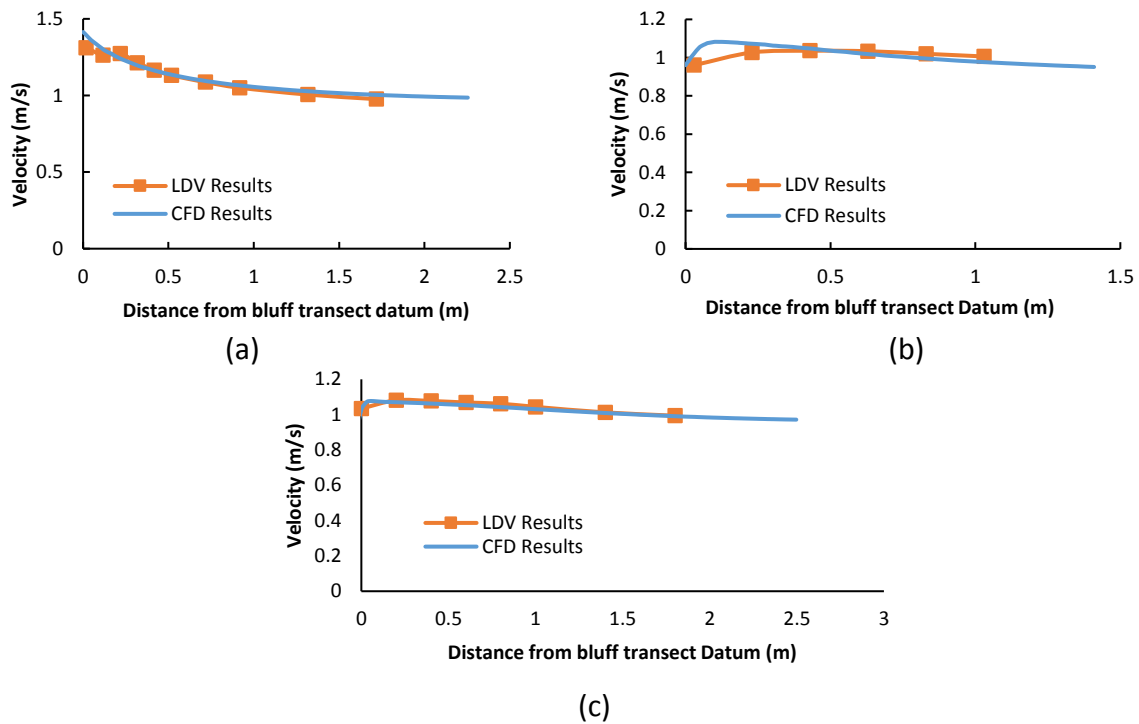 1.5
1
0.5
0
Velocity (m/s)
LDV Results
CFD Results
0 0.5 1 1.5 2 2.5
Distance from bluff transect datum (m)
(a)
1.2
1
0.8
0.6
0.4
0.2
0
Velocity (m/s)
LDV Results
CFD Results
0 0.5 1 1.5
Distance from bluff transect Datum (m)
(b)
1.2
1
0.8
0.6
0.4
0.2
0
Velocity (m/s)
LDV Results
CFD Results
0 0.5 1 1.5 2 2.5 3
Distance from bluff transect Datum (m)
(c)